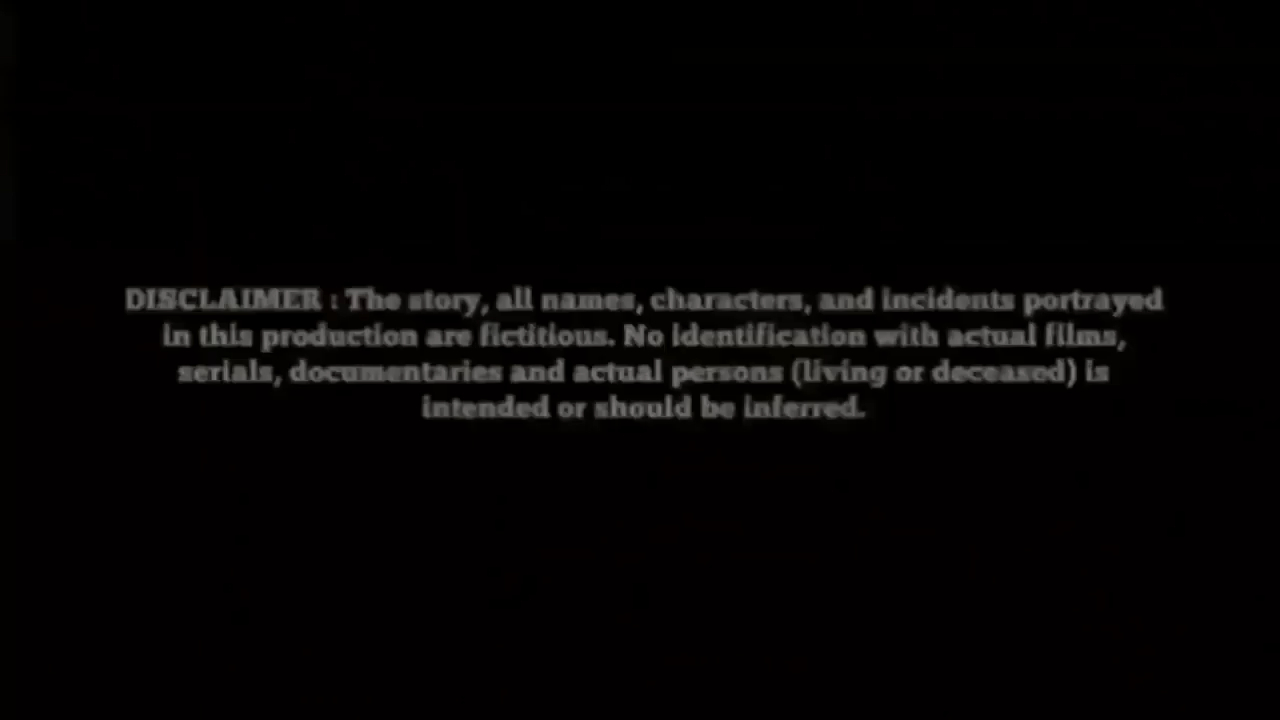 DISCLAIMER : The story, all names, characters, and incidents portrayed
in this production are fictitious. No identification with actual films,
serials, documentaries and actual persons (living or deceased) is
intended or should be inferred.